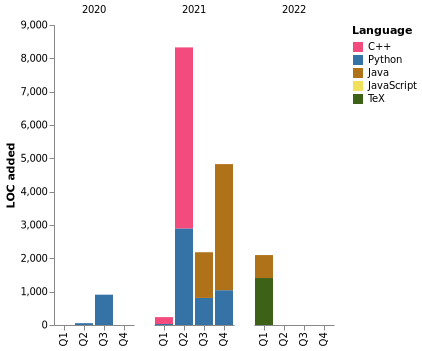 2020 2021 2022
Language
C++
Python
Java
JavaScript
TeX
LOC added
9,000
8,000
7,000
6,000
5,000
4,000
3,000
2,000
1,000
0
Q1 Q2 Q3 Q4 Q1 Q2 Q3 Q4 Q1 Q2 Q3 Q4